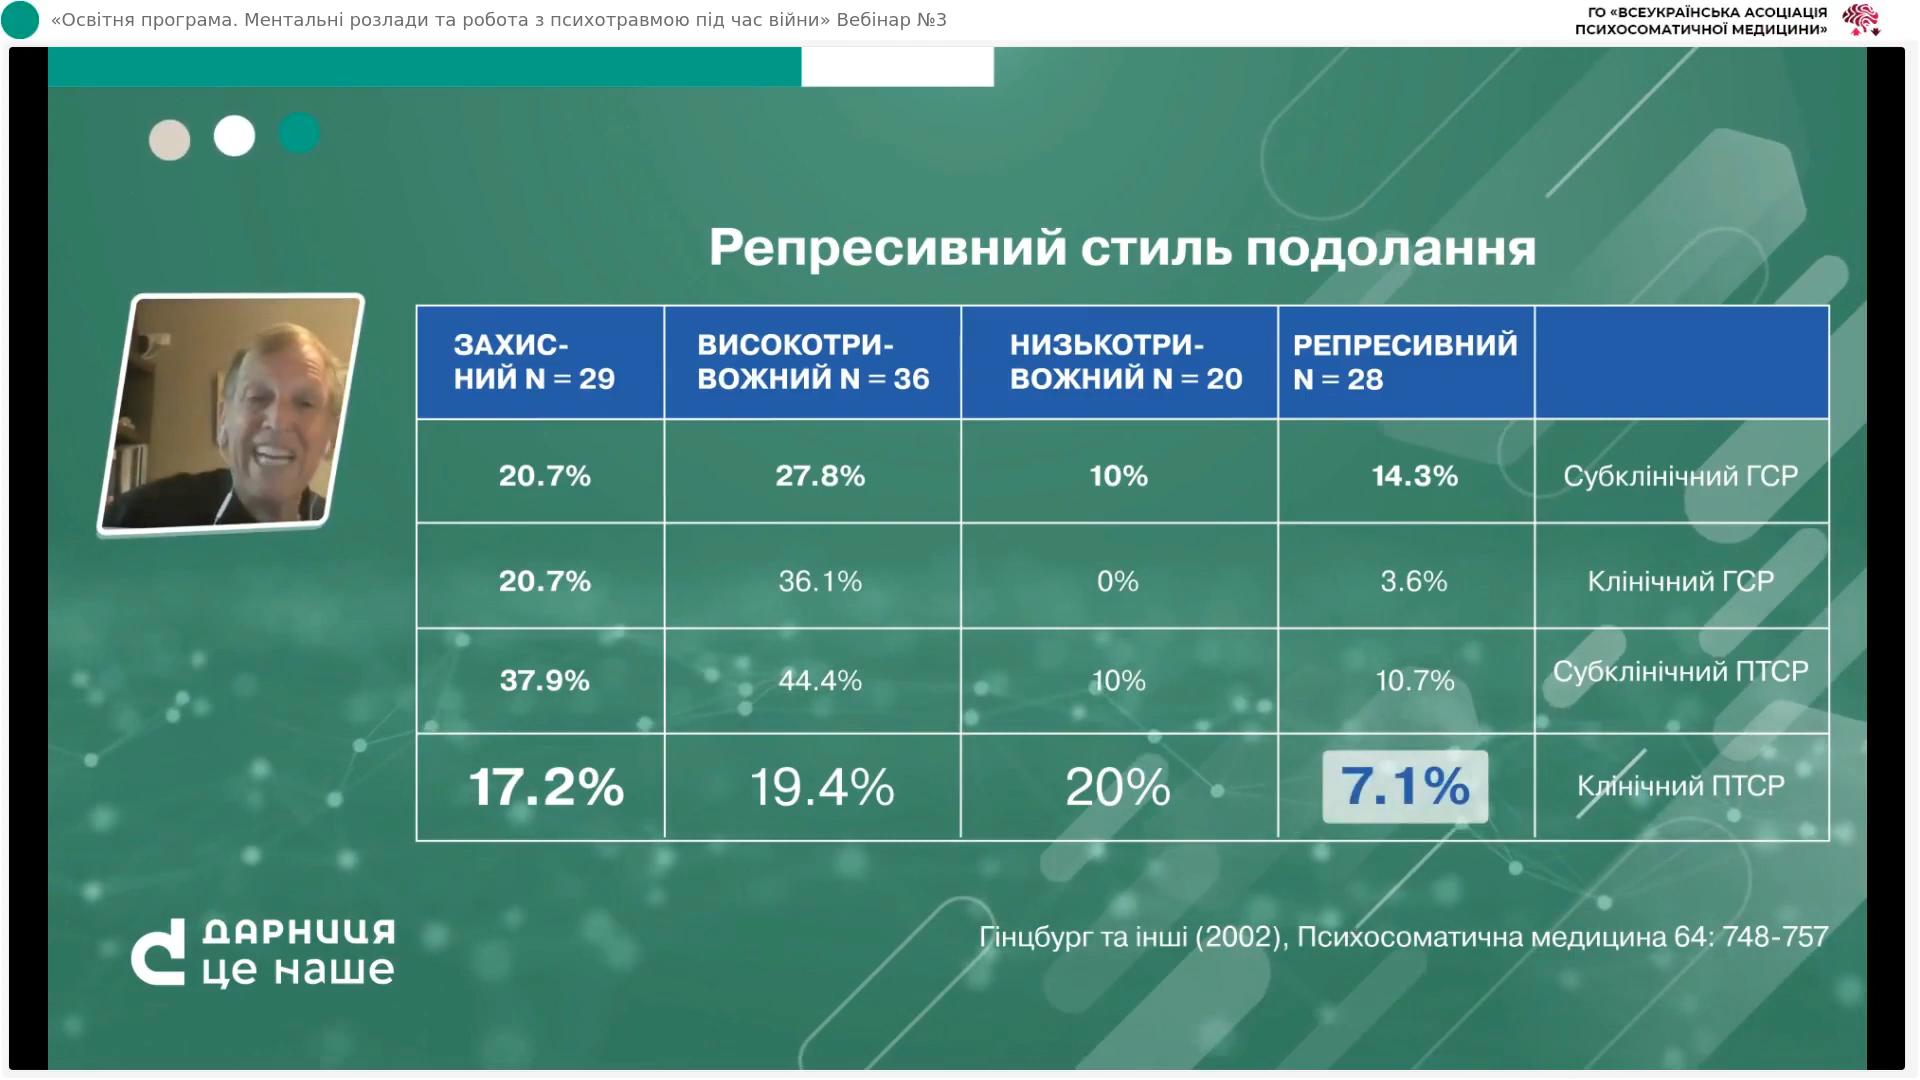 «Освітня програма. Ментальні розлади та робота з психотравмою під час війни» Вебінар №3
ГО «ВСЕУКРАЇНСЬКА АСОЦІАЦІЯ
ПСИХОСОМАТИЧНОЇ МЕДИЦИНИ»
Репресивний стиль подолання
ЗАХИС-
НИЙ N = 29
ВИСОКОТРИ-
ВОЖНИЙ N = 36
НИЗЬКОТРИ-
ВОЖНИЙ N = 20
РЕПРЕСИВНИЙ
N = 28
20.7% 27.8% 10% 14.3% Субклінічний ГСР
20.7% 36.1% 0% 3.6% Клінічний ГСР
37.9% 44.4% 10% 10.7% Субклінічний ПТСР
17.2% 19.4% 20% 7.1% Клінічний ПТСР
Гінцбург та інші (2002), Психосоматична медицина 64: 748-757
ДАРНИЦЯ
це наше